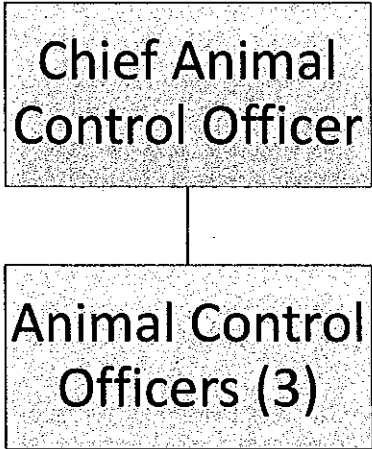 Chief Animal
Control Officer
Animal Control
Officers (3)